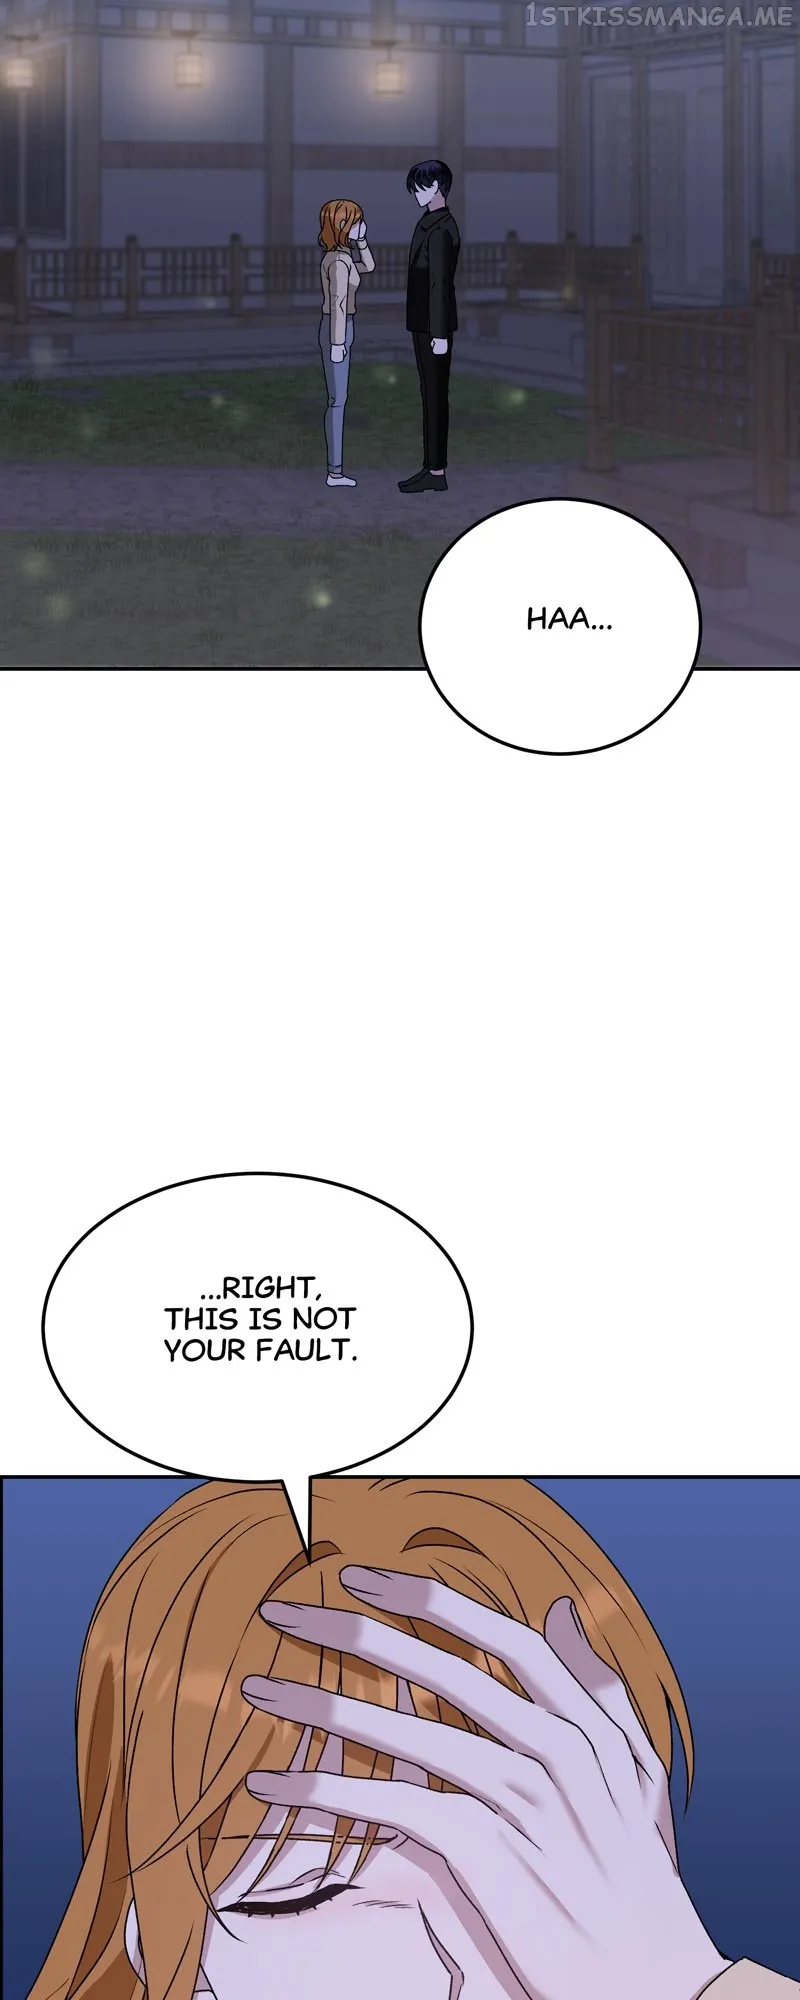 1STKISSMANGA.ME
HAA...
...RIGHT,
THIS IS NOT
YOUR FAULT.